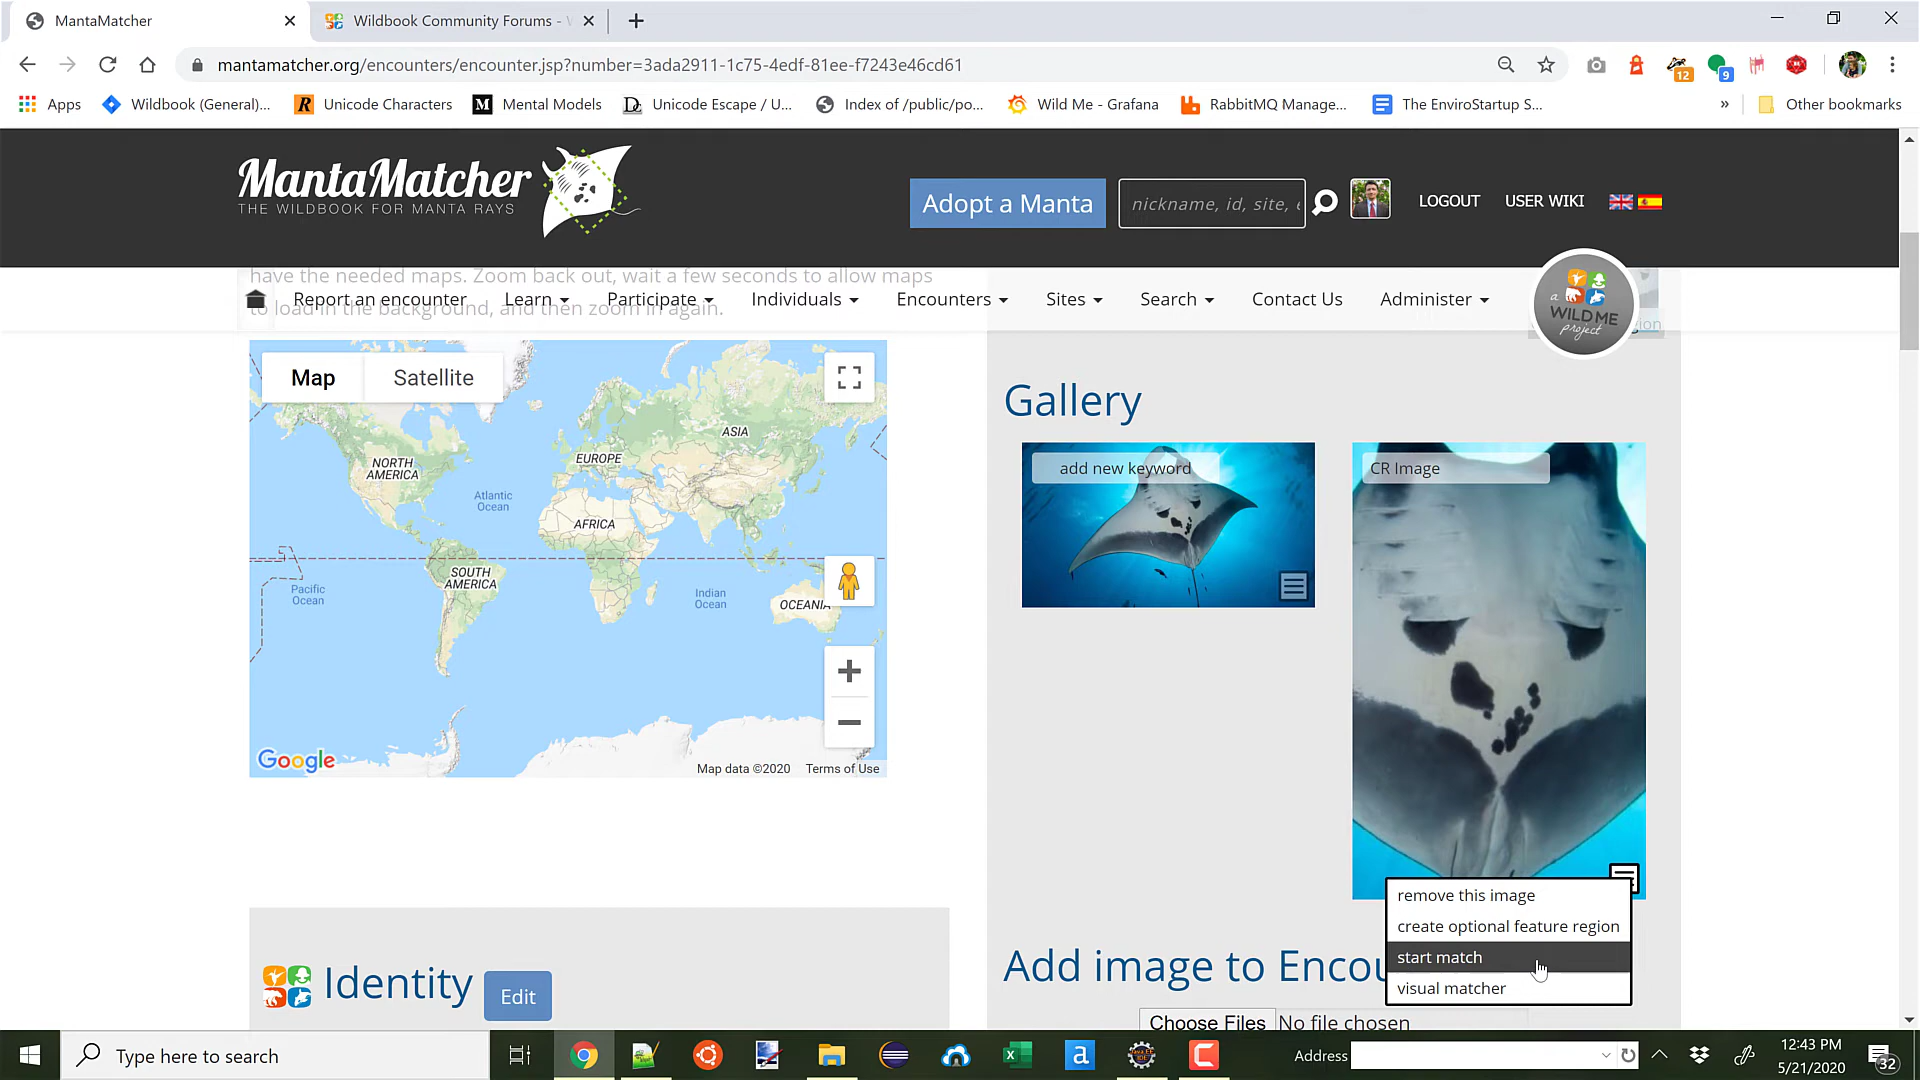 MantaMatcher
Wildbook Community Forums -
mantamatcher.org/encounters/encounter.jsp?number=3ada2911-1c75-4edf-81ee-f7243e46cd61
12
9
Apps
Wildbook (General)...
Unicode Characters
Mental Models
Unicode Escape / U...
Index of /public/po...
Wild Me - Grafana
RabbitMQ Manage...
The EnviroStartup S...
»
Other bookmarks
MantaMatcher
THE WILDBOOK FOR MANTA RAYS
Adopt a Manta
nickname, id, site,
LOGOUT
USER WIKI
have the needed maps. Zoom back out, wait a few seconds to allow maps
to load in the background, and then zoom in again.
Report an encounter
Learn
Participate
Individuals
Encounters
Sites
Search
Contact Us
Administer
a
WILD ME
project
Map
Satellite
NORTH
AMERICA
Atlantic
Ocean
EUROPE
ASIA
AFRICA
SOUTH
AMERICA
Pacific
Ocean
Indian
Ocean
OCEANIA
Google
Map data ©2020
Terms of Use
Gallery
add new keyword
CR Image
remove this image
create optional feature region
start match
visual matcher
Add image to Encou
Choose Files
No file chosen
Identity
Edit
Type here to search
Address
12:43 PM
5/21/2020
32